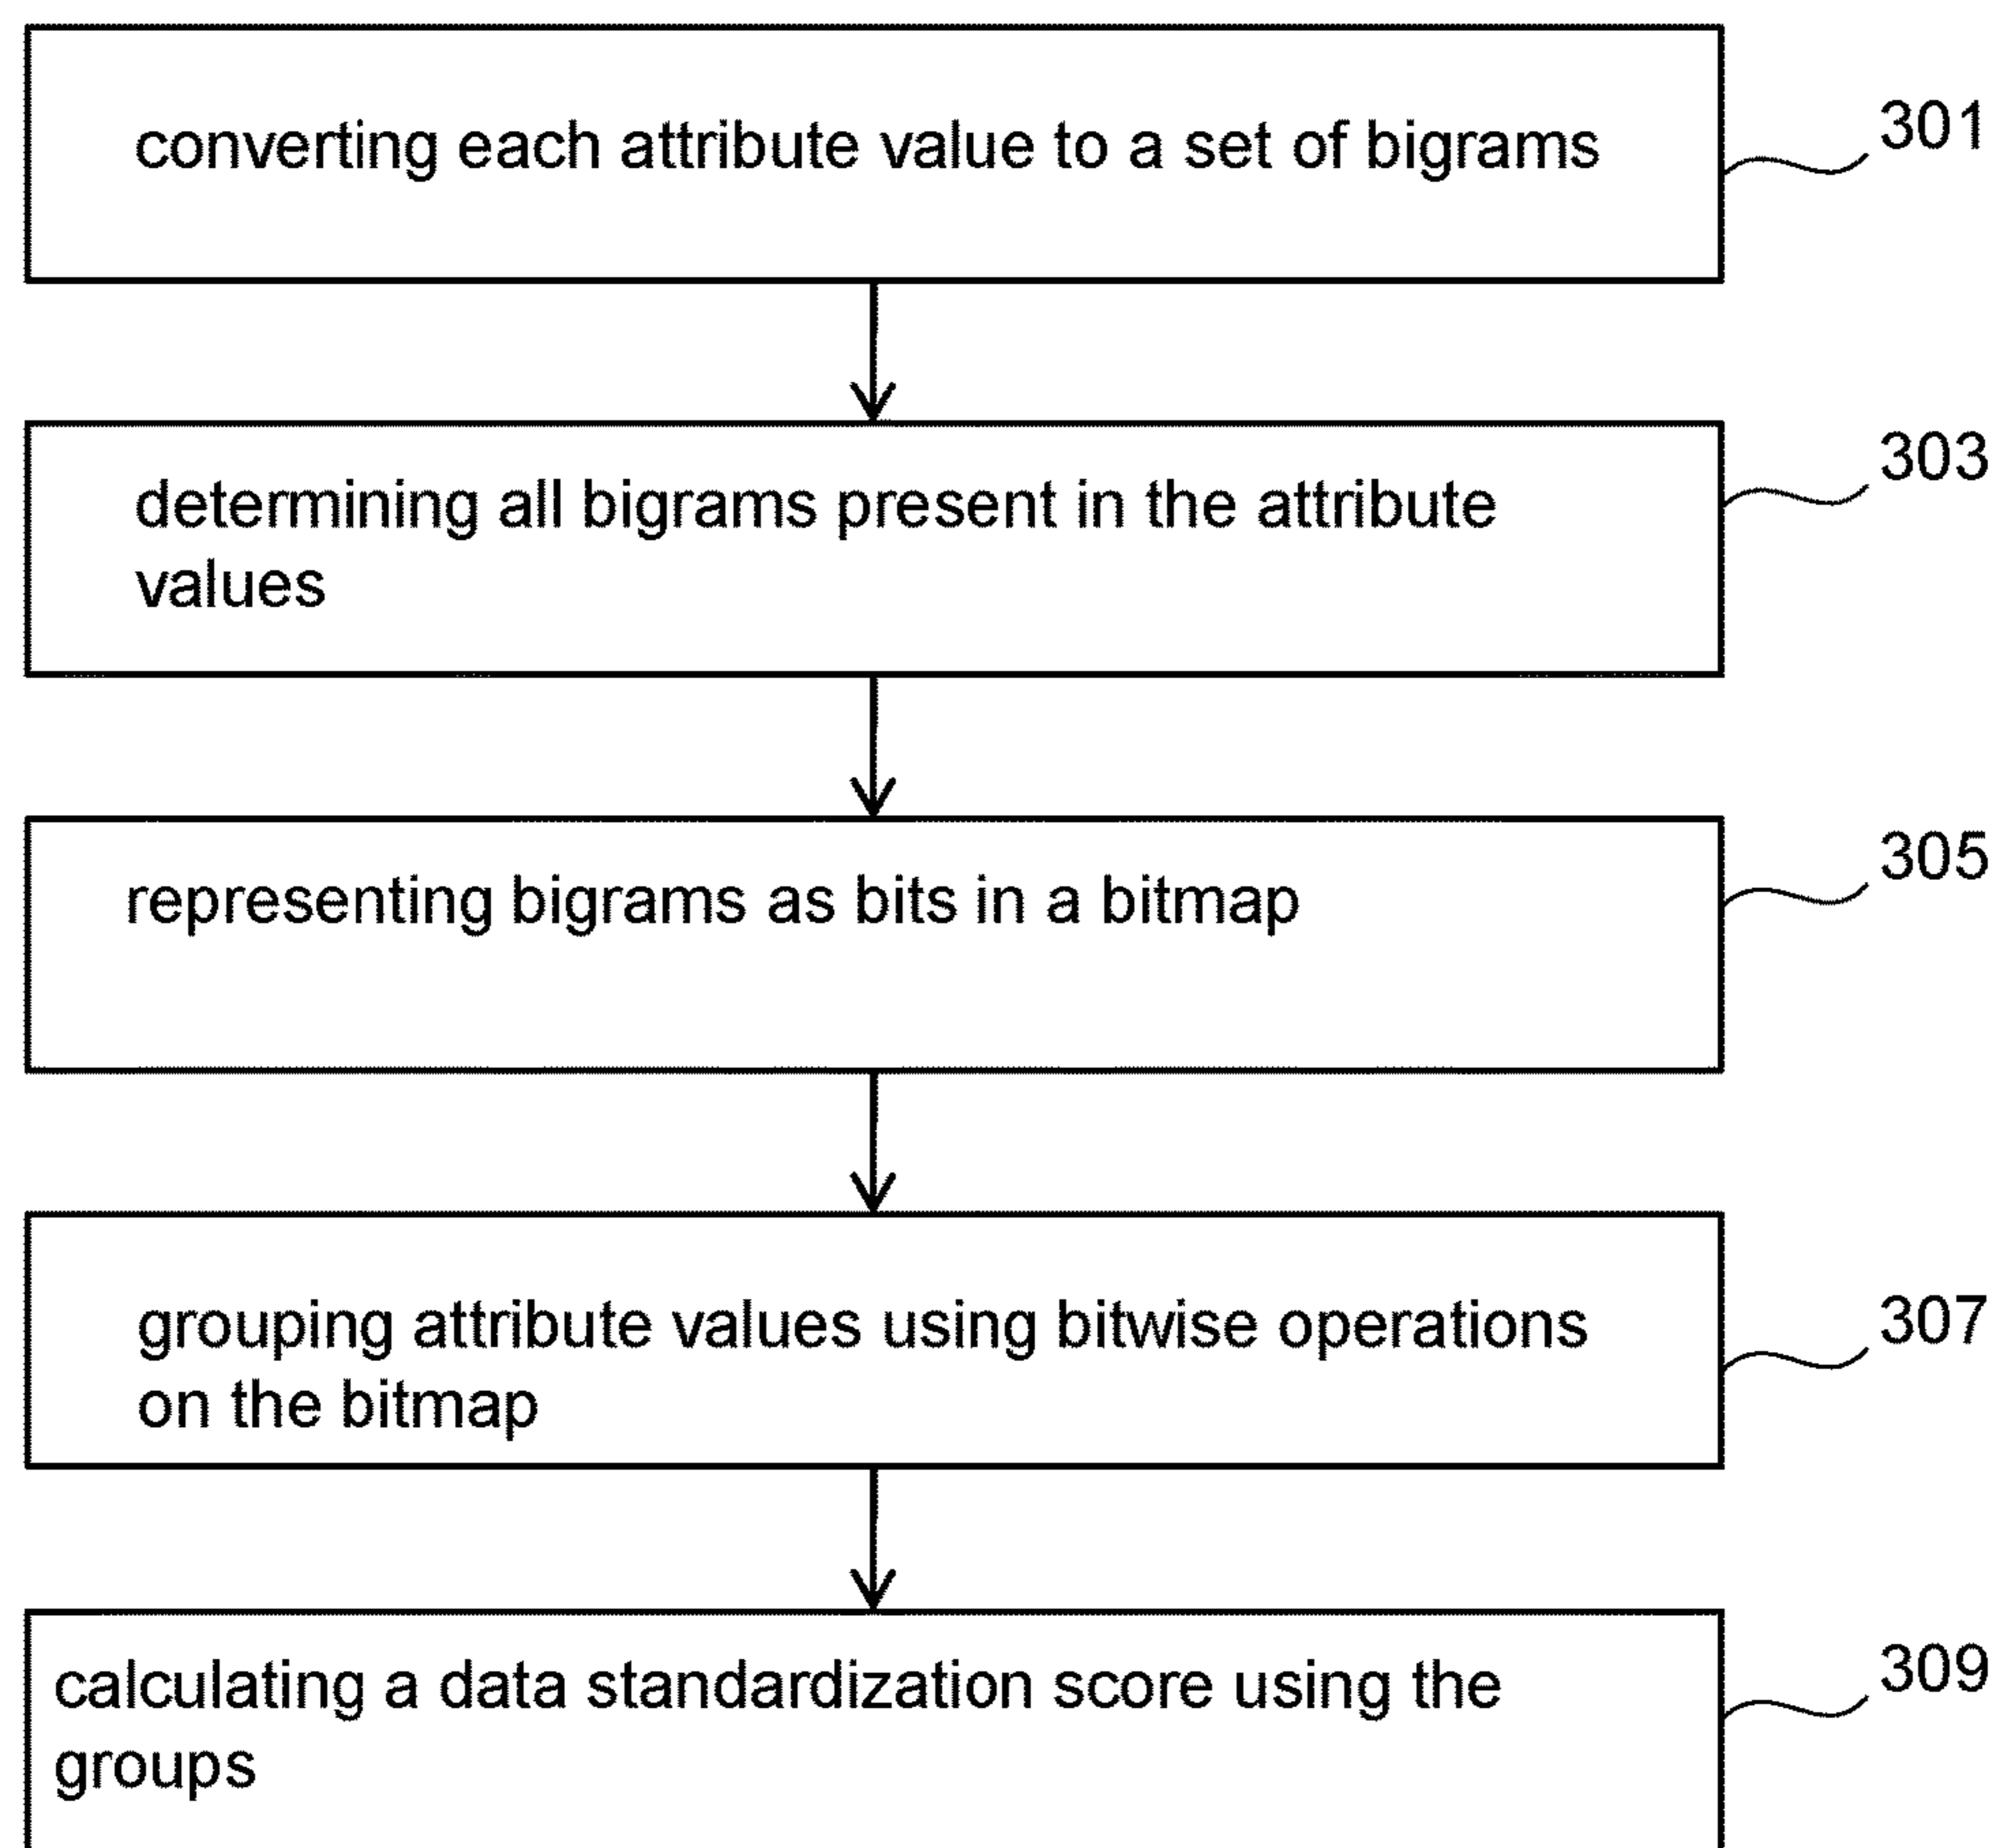 converting each attribute value to a set of bigrams
301
determining all bigrams present in the attribute
values
303
representing bigrams as bits in a bitmap
305
grouping attribute values using bitwise operations
on the bitmap
307
calculating a data standardization score using the
groups
309